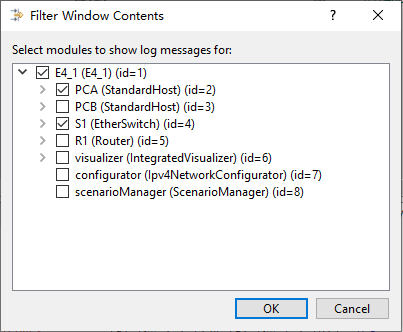 Filter Window Contents
Select modules to show log messages for:
E4_1 (E4_1) (id=1)
PCA (StandardHost) (id=2)
PCB (StandardHost) (id=3)
S1 (EtherSwitch) (id=4)
R1 (Router) (id=5)
visualizer (IntegratedVisualizer) (id=6)
configurator (Ipv4NetworkConfigurator) (id=7)
scenarioManager (ScenarioManager) (id=8)
OK Cancel